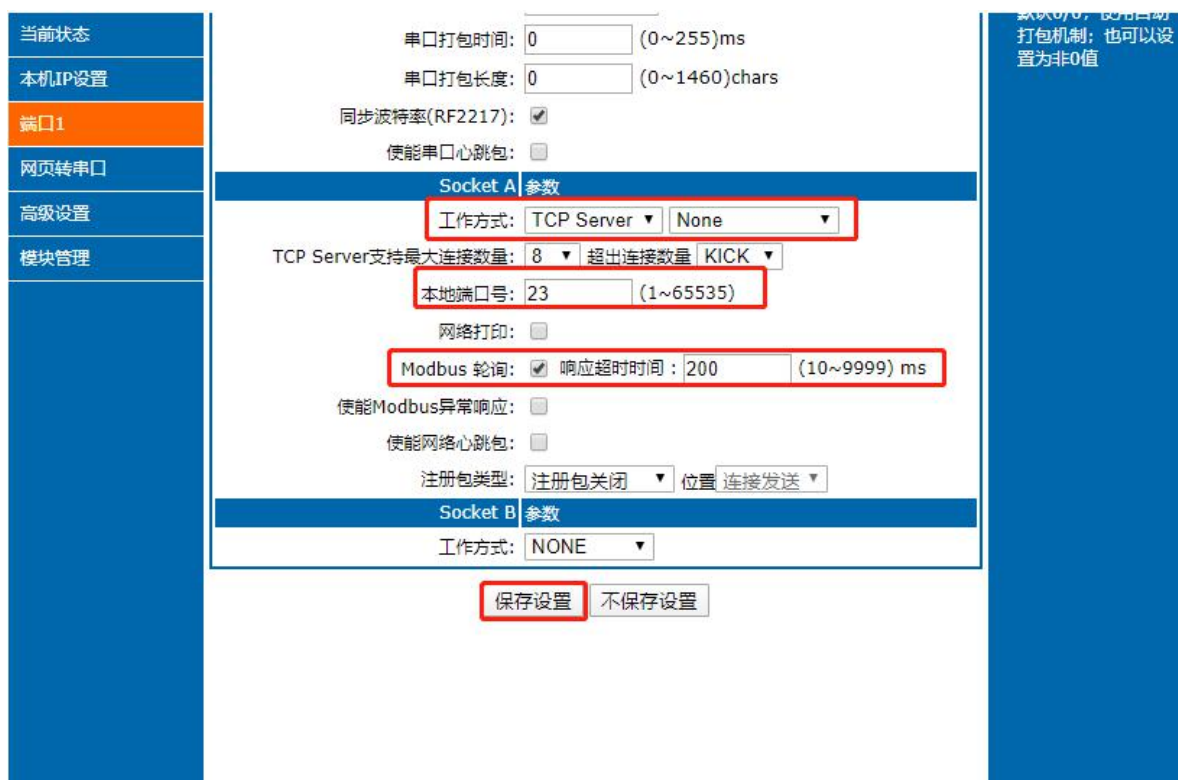 当前状态
本机IP设置
端口1
网页转串口
高级设置
模块管理
串口打包时间: 0 (0~255)ms
串口打包长度: 0 (0~1460)chars
同步波特率(RF2217):
使能串口心跳包:
Socket A 参数
工作方式: TCP Server None
TCP Server支持最大连接数量: 8 超出连接数量 KICK
本地端口号: 23 (1~65535)
网络打印:
Modbus 轮询: 响应超时时间 : 200 (10~9999) ms
使能Modbus异常响应:
使能网络心跳包:
注册包类型: 注册包关闭 位置 连接发送
Socket B 参数
工作方式: NONE
保存设置 不保存设置
默认0/0, 使用自动
打包机制; 也可以设
置为非0值